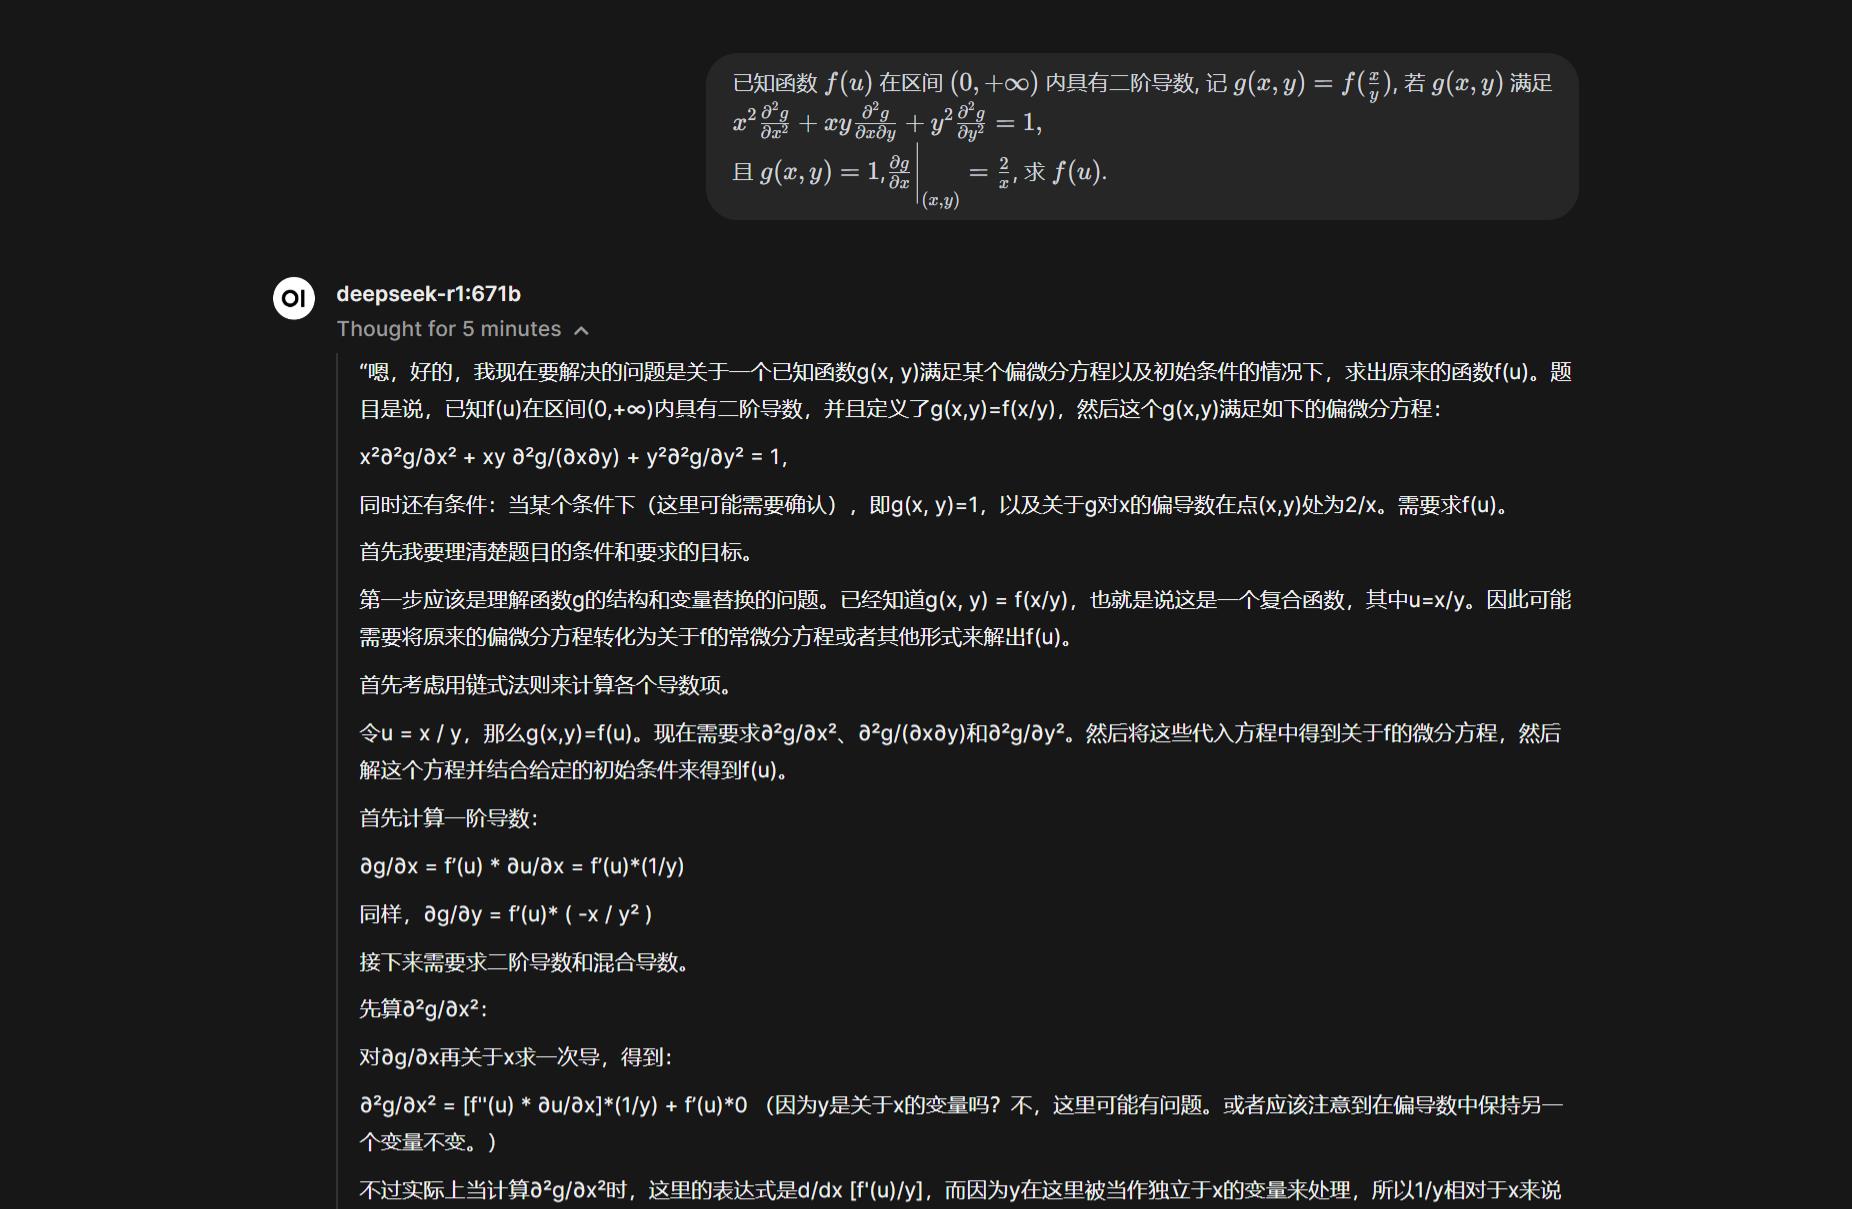 已知函数 f(u) 在区间 (0,+∞) 内具有二阶导数, 记 g(x,y) = f(x/y), 若 g(x,y) 满足
x² ∂²g/∂x² + xy ∂²g/∂x∂y + y² ∂²g/∂y² = 1,
且 g(x,y) = 1, ∂g/∂x|(x,y) = 2/x, 求 f(u).
OI deepseek-r1:671b
Thought for 5 minutes
“嗯，好的，我现在要解决的问题是关于一个已知函数g(x, y)满足某个偏微分方程以及初始条件的情况下，求出原来的函数f(u)。题
目是说，已知f(u)在区间(0,+∞)内具有二阶导数，并且定义了g(x,y)=f(x/y)，然后这个g(x,y)满足如下的偏微分方程：
x²∂²g/∂x² + xy ∂²g/(∂x∂y) + y²∂²g/∂y² = 1,
同时还有条件：当某个条件下（这里可能需要确认），即g(x, y)=1，以及关于g对x的偏导数在点(x,y)处为2/x。需要求f(u)。
首先我要理清楚题目的条件和要求的目标。
第一步应该是理解函数g的结构和变量替换的问题。已经知道g(x, y) = f(x/y)，也就是说这是一个复合函数，其中u=x/y。因此可能
需要将原来的偏微分方程转化为关于f的常微分方程或者其他形式来解出f(u)。
首先考虑用链式法则来计算各个导数项。
令u = x / y，那么g(x,y)=f(u)。现在需要求∂²g/∂x²、∂²g/(∂x∂y)和∂²g/∂y²。然后将这些代入方程中得到关于f的微分方程，然后
解这个方程并结合给定的初始条件来得到f(u)。
首先计算一阶导数：
∂g/∂x = f’(u) * ∂u/∂x = f’(u)*(1/y)
同样，∂g/∂y = f’(u)* ( -x / y² )
接下来需要求二阶导数和混合导数。
先算∂²g/∂x²：
对∂g/∂x再关于x求一次导，得到：
∂²g/∂x² = [f''(u) * ∂u/∂x]*(1/y) + f’(u)*0 （因为y是关于x的变量吗？不，这里可能有问题。或者应该注意到在偏导数中保持另一
个变量不变。）
不过实际上当计算∂²g/∂x²时，这里的表达式是d/dx [f'(u)/y]，而因为y在这里被当作独立于x的变量来处理，所以1/y相对于x来说